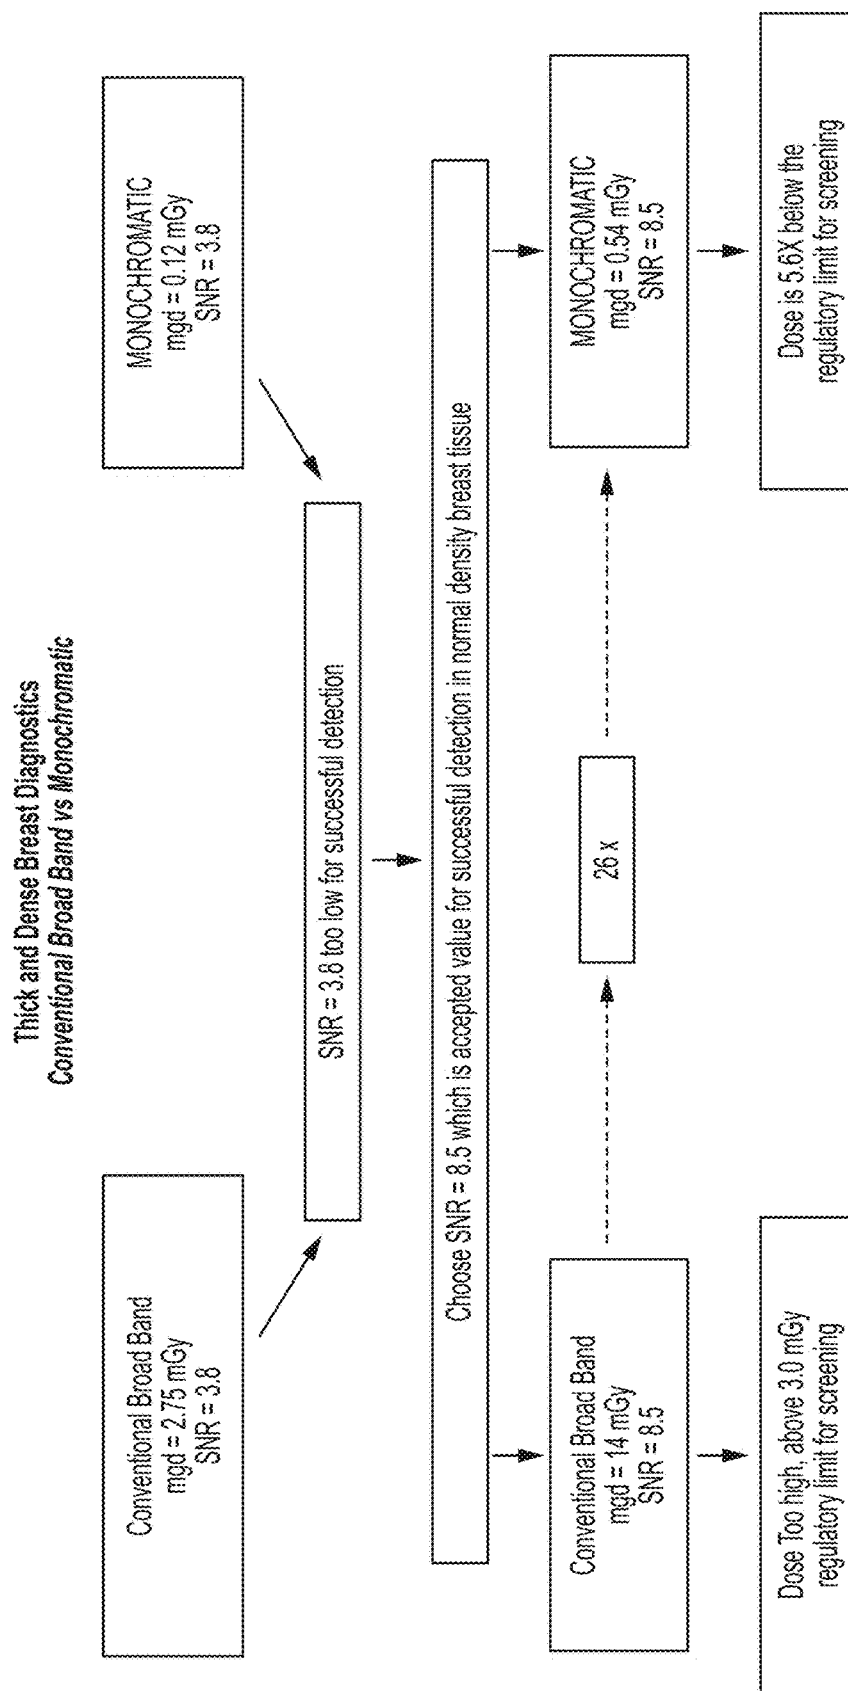 Thick and Dense Breast Diagnostics
Conventional Broad Band vs Monochromatic
Conventional Broad Band
mgd = 2.75 mGy
SNR = 3.8
MONOCHROMATIC
mgd = 0.12 mGy
SNR = 3.8
SNR = 3.8 too low for successful detection
Choose SNR = 8.5 which is accepted value for successful detection in normal density breast tissue
Conventional Broad Band
mgd = 14 mGy
SNR = 8.5
26 x
MONOCHROMATIC
mgd = 0.54 mGy
SNR = 8.5
Dose Too high, above 3.0 mGy
regulatory limit for screening
Dose is 5.6X below the
regulatory limit for screening